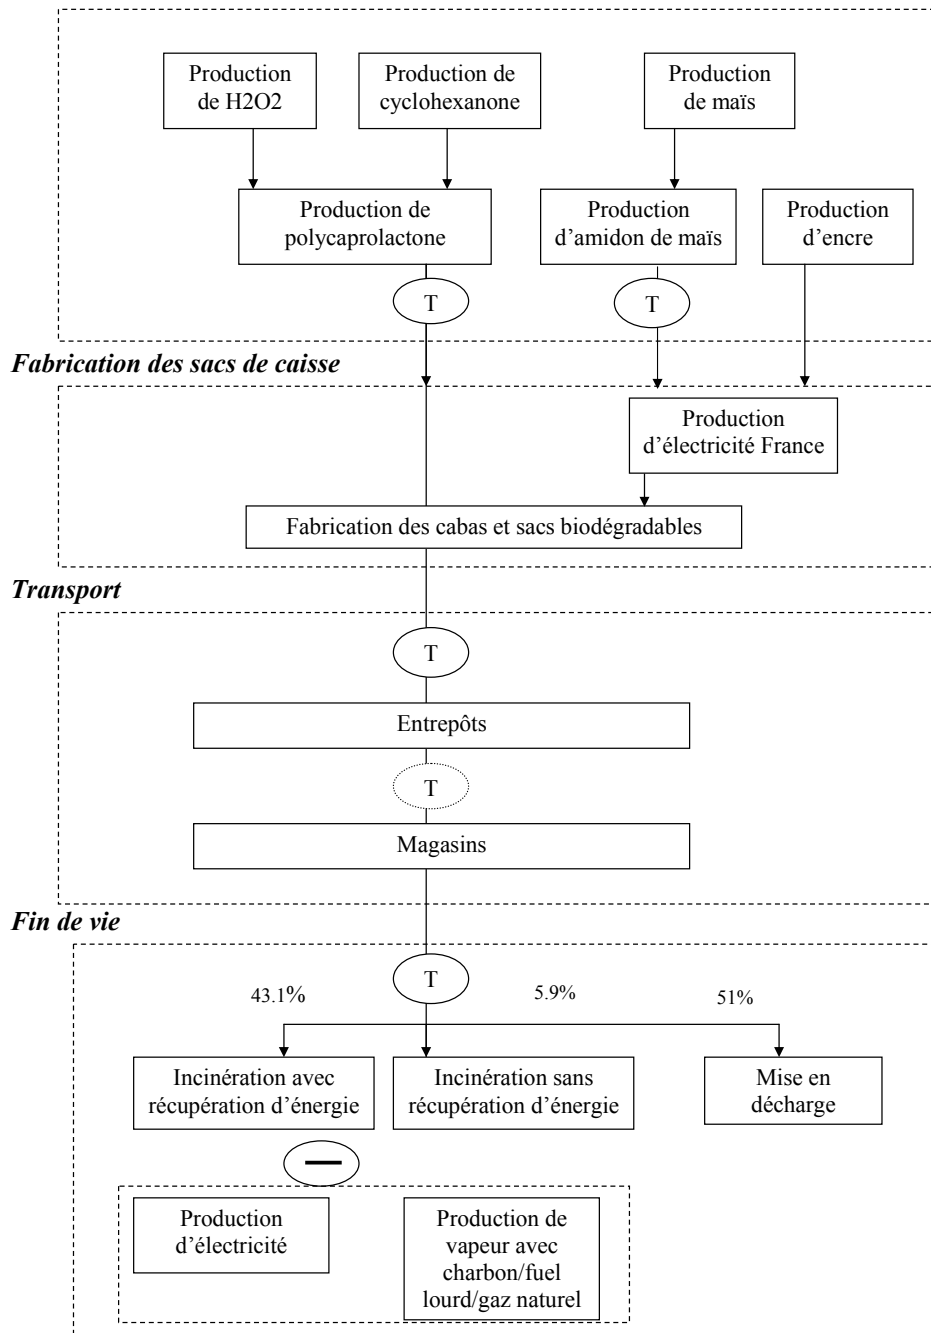 Production
de H2O2
Production de
cyclohexanone
Production
de maïs
Production de
polycaprolactone
Production
d'amidon de maïs
Production
d'encre
T
T
Fabrication des sacs de caisse
Production
d'électricité France
Fabrication des cabas et sacs biodégradables
Transport
T
Entrepôts
T
Magasins
Fin de vie
T
43.1%
5.9%
51%
Incinération avec
récupération d'énergie
Incinération sans
récupération d'énergie
Mise en
décharge
Production
d'électricité
Production de
vapeur avec
charbon/fuel
lourd/gaz naturel